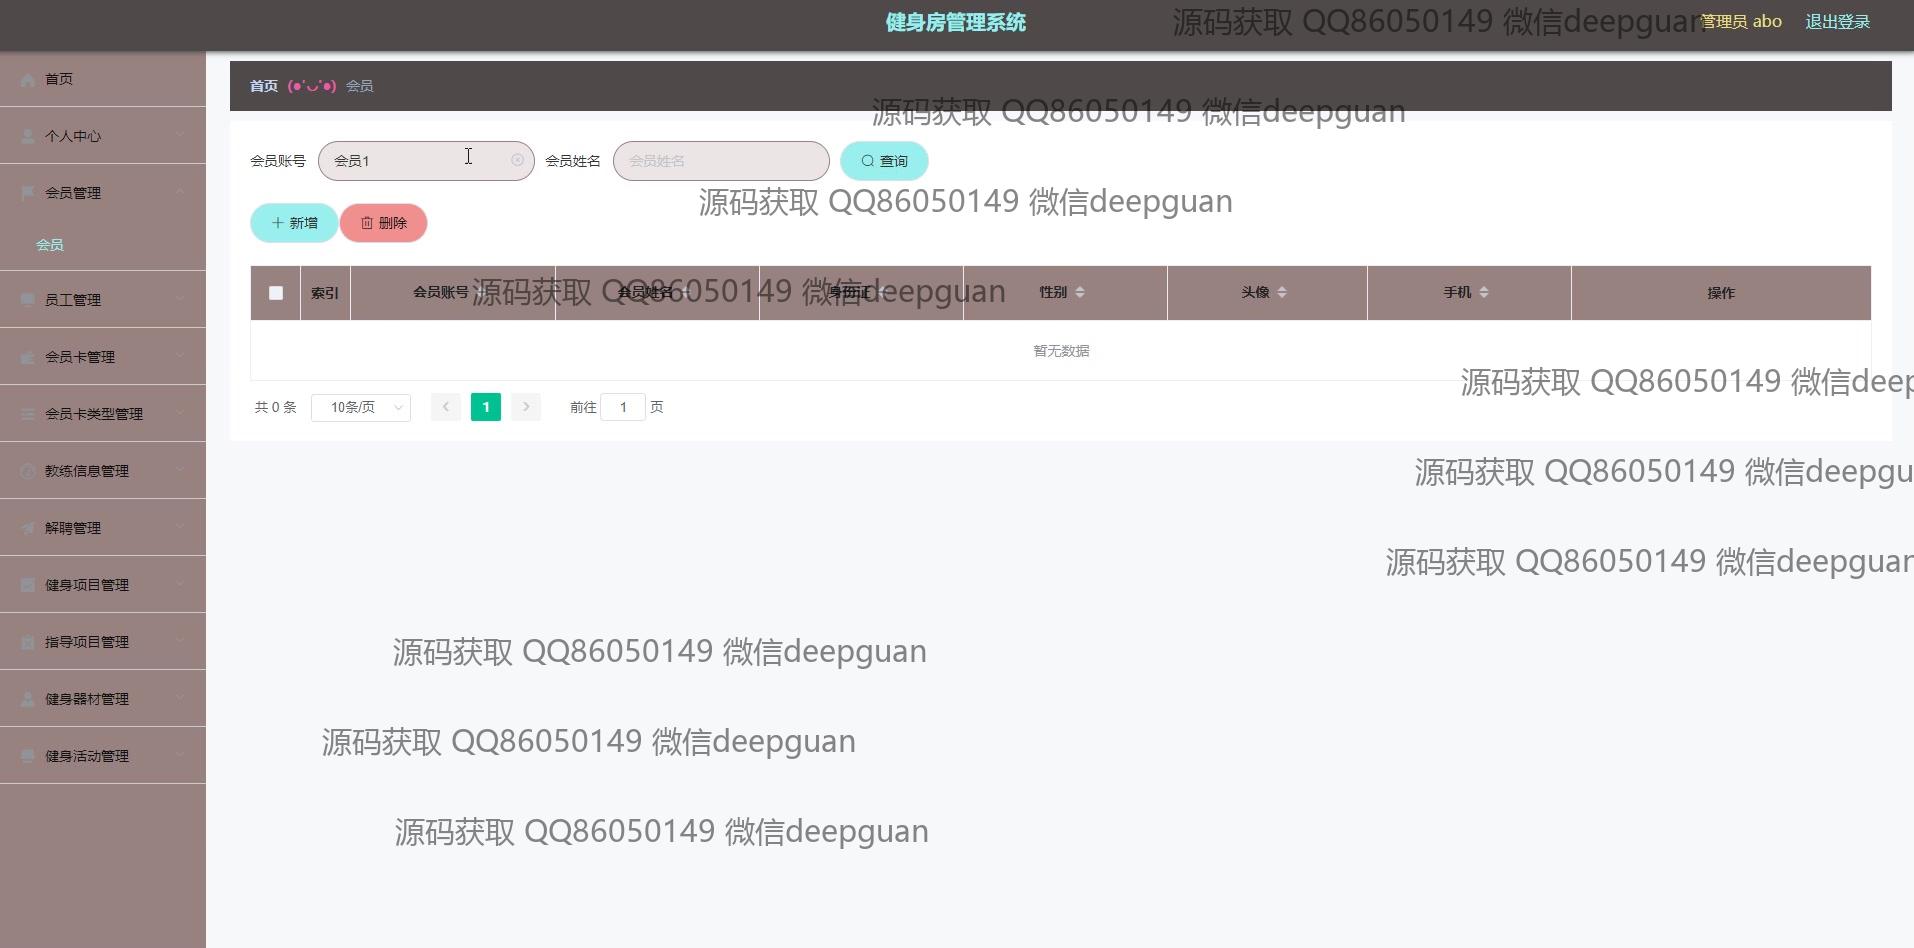 健身房管理系统
源码获取 QQ86050149 微信deepguan
管理员 abo
退出登录
首页
个人中心
会员管理
会员
员工管理
会员卡管理
会员卡类型管理
教练信息管理
解聘管理
健身项目管理
指导项目管理
健身器材管理
健身活动管理
首页 (●'◡'●) 会员
源码获取 QQ86050149 微信deepguan
会员账号 会员1 会员姓名 会员姓名 查询
源码获取 QQ86050149 微信deepguan
新增 删除
索引 会员账号 会员姓名 身份证 性别 头像 手机 操作
源码获取 QQ86050149 微信deepguan
暂无数据
源码获取 QQ86050149 微信deep
共 0 条 10条/页 1 前往 1 页
源码获取 QQ86050149 微信deepgu
源码获取 QQ86050149 微信deepguan
源码获取 QQ86050149 微信deepguan
源码获取 QQ86050149 微信deepguan
源码获取 QQ86050149 微信deepguan